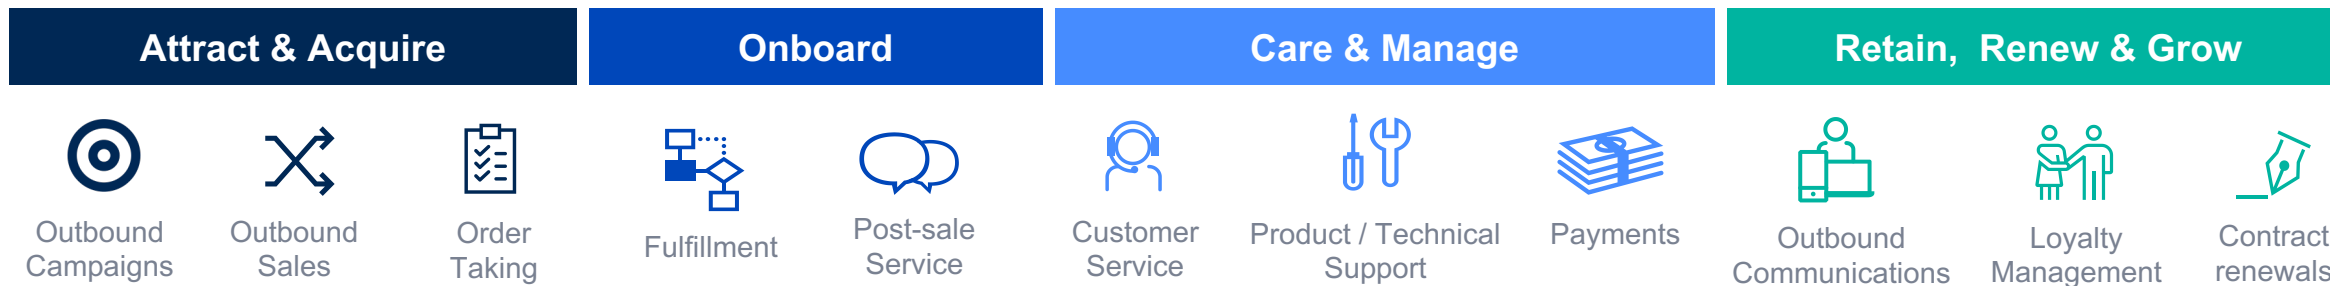 Attract & Acquire
Onboard
Care & Manage
Retain, Renew & Grow
Outbound
Campaigns
Outbound
Sales
Order
Taking
Fulfillment
Post-sale
Service
Customer
Service
Product / Technical
Support
Payments
Outbound
Communications
Loyalty
Management
Contract
renewals